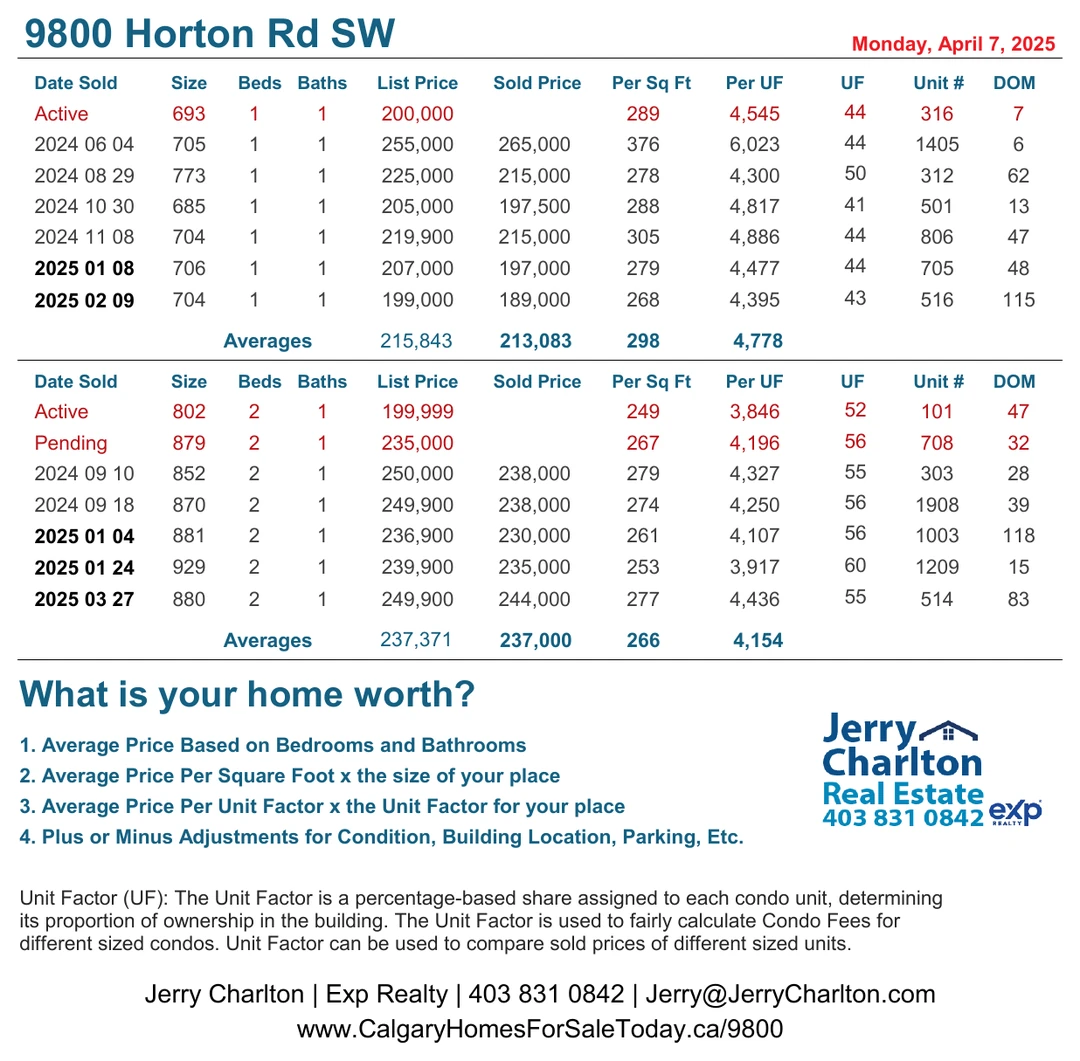 9800 Horton Rd SW
Monday, April 7, 2025
Date Sold Size Beds Baths List Price Sold Price Per Sq Ft Per UF UF Unit # DOM
Active 693 1 1 200,000 289 4,545 44 316 7
2024 06 04 705 1 1 255,000 265,000 376 6,023 44 1405 6
2024 08 29 773 1 1 225,000 215,000 278 4,300 50 312 62
2024 10 30 685 1 1 205,000 197,500 288 4,817 41 501 13
2024 11 08 704 1 1 219,900 215,000 305 4,886 44 806 47
2025 01 08 706 1 1 207,000 197,000 279 4,477 44 705 48
2025 02 09 704 1 1 199,000 189,000 268 4,395 43 516 115
Averages 215,843 213,083 298 4,778
Date Sold Size Beds Baths List Price Sold Price Per Sq Ft Per UF UF Unit # DOM
Active 802 2 1 199,999 249 3,846 52 101 47
Pending 879 2 1 235,000 267 4,196 56 708 32
2024 09 10 852 2 1 250,000 238,000 279 4,327 55 303 28
2024 09 18 870 2 1 249,900 238,000 274 4,250 56 1908 39
2025 01 04 881 2 1 236,900 230,000 261 4,107 56 1003 118
2025 01 24 929 2 1 239,900 235,000 253 3,917 60 1209 15
2025 03 27 880 2 1 249,900 244,000 277 4,436 55 514 83
Averages 237,371 237,000 266 4,154
What is your home worth?
1. Average Price Based on Bedrooms and Bathrooms
2. Average Price Per Square Foot x the size of your place
3. Average Price Per Unit Factor x the Unit Factor for your place
4. Plus or Minus Adjustments for Condition, Building Location, Parking, Etc.
Jerry
Charlton
Real Estate
403 831 0842
exp
REALTY
Unit Factor (UF): The Unit Factor is a percentage-based share assigned to each condo unit, determining
its proportion of ownership in the building. The Unit Factor is used to fairly calculate Condo Fees for
different sized condos. Unit Factor can be used to compare sold prices of different sized units.
Jerry Charlton | Exp Realty | 403 831 0842 | Jerry@JerryCharlton.com
www.CalgaryHomesForSaleToday.ca/9800